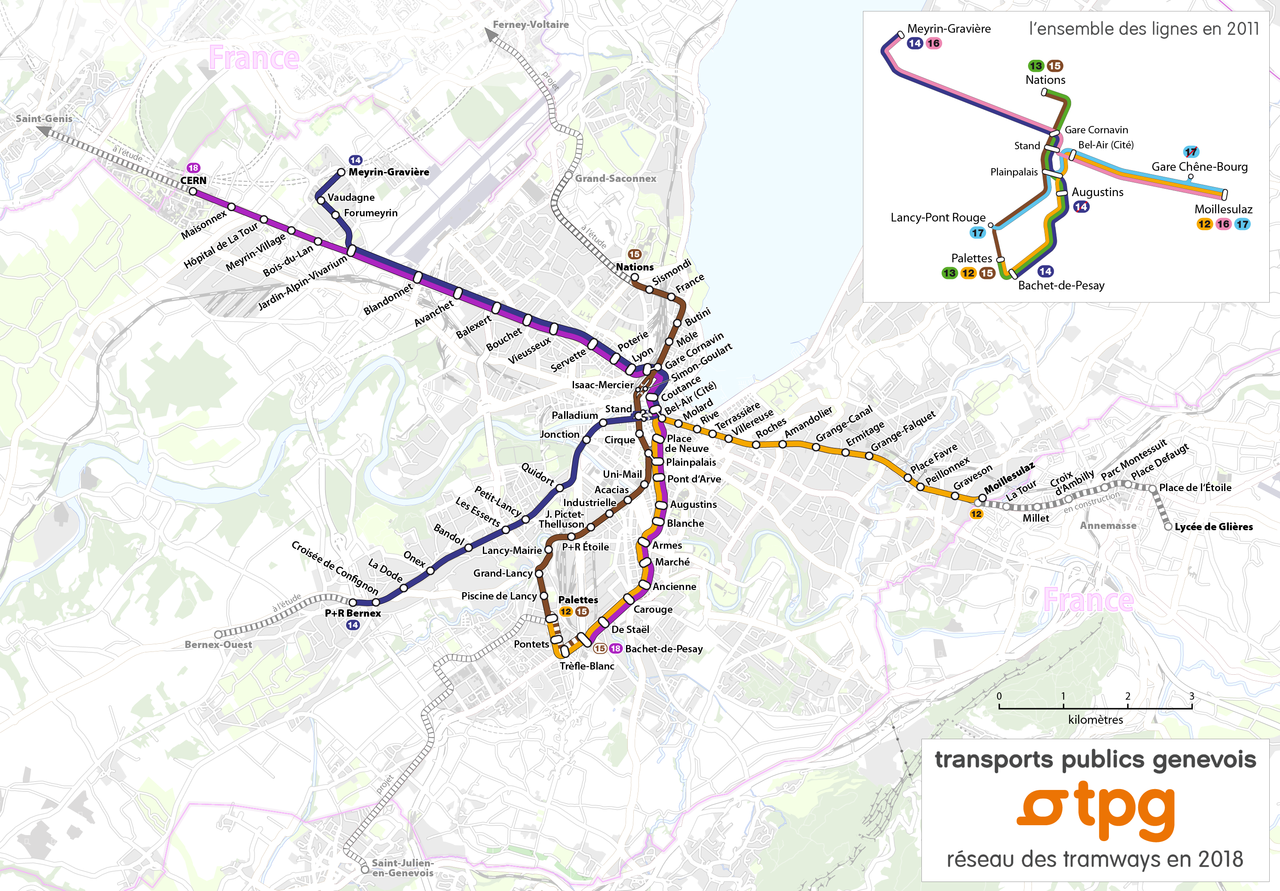 Ferney-Voltaire
France
projet
Saint-Genis
à l'étude
18
CERN
14
Meyrin-Gravière
Vaudagne
Forumeyrin
Maisonnex
Hôpital de La Tour
Meyrin-Village
Bois-du-Lan
Jardin-Alpin-Vivarium
Blandonnet
Avanchet
Balexert
Bouchet
Vieusseux
Servette
Poterie
Lyon
Grand-Saconnex
à l'étude
15
Nations
Sismondi
France
Butini
Môle
Gare Cornavin
Simon-Goulart
Isaac-Mercier
Coutance
Bel-Air (Cité)
Stand
Palladium
Jonction
Cirque
Molard
Rive
Terrassière
Villereuse
Roches
Amandolier
Grange-Canal
Ermitage
Grange-Falquet
Place Favre
Peillonnex
Graveson
Moillesulaz
12
La Tour
Millet
Croix
d'Ambilly
Parc Montessuit
Place Defaugt
Place de l'Étoile
en construction
Annemasse
Lycée de Glières
Place
de Neuve
Plainpalais
Uni-Mail
Pont d'Arve
Acacias
Industrielle
J. Pictet-
Thelluson
P+R Étoile
Augustins
Blanche
Armes
Marché
Ancienne
Carouge
De Staël
15 18 Bachet-de-Pesay
Trèfle-Blanc
Pontets
Palettes
12 15
Piscine de Lancy
Grand-Lancy
Lancy-Mairie
Quidort
Petit-Lancy
Les Esserts
Bandol
Onex
La Dode
Croisée de Confignon
P+R Bernex
14
à l'étude
Bernex-Ouest
projet
Saint-Julien-
en-Genevois
France
l'ensemble des lignes en 2011
Meyrin-Gravière
14 16
13 15
Nations
Gare Cornavin
Stand
Bel-Air (Cité)
Plainpalais
17
Gare Chêne-Bourg
Augustins
14
Moillesulaz
12 16 17
Lancy-Pont Rouge
17
Palettes
13 12 15
14
Bachet-de-Pesay
0 1 2 3
kilomètres
transports publics genevois
tpg
réseau des tramways en 2018